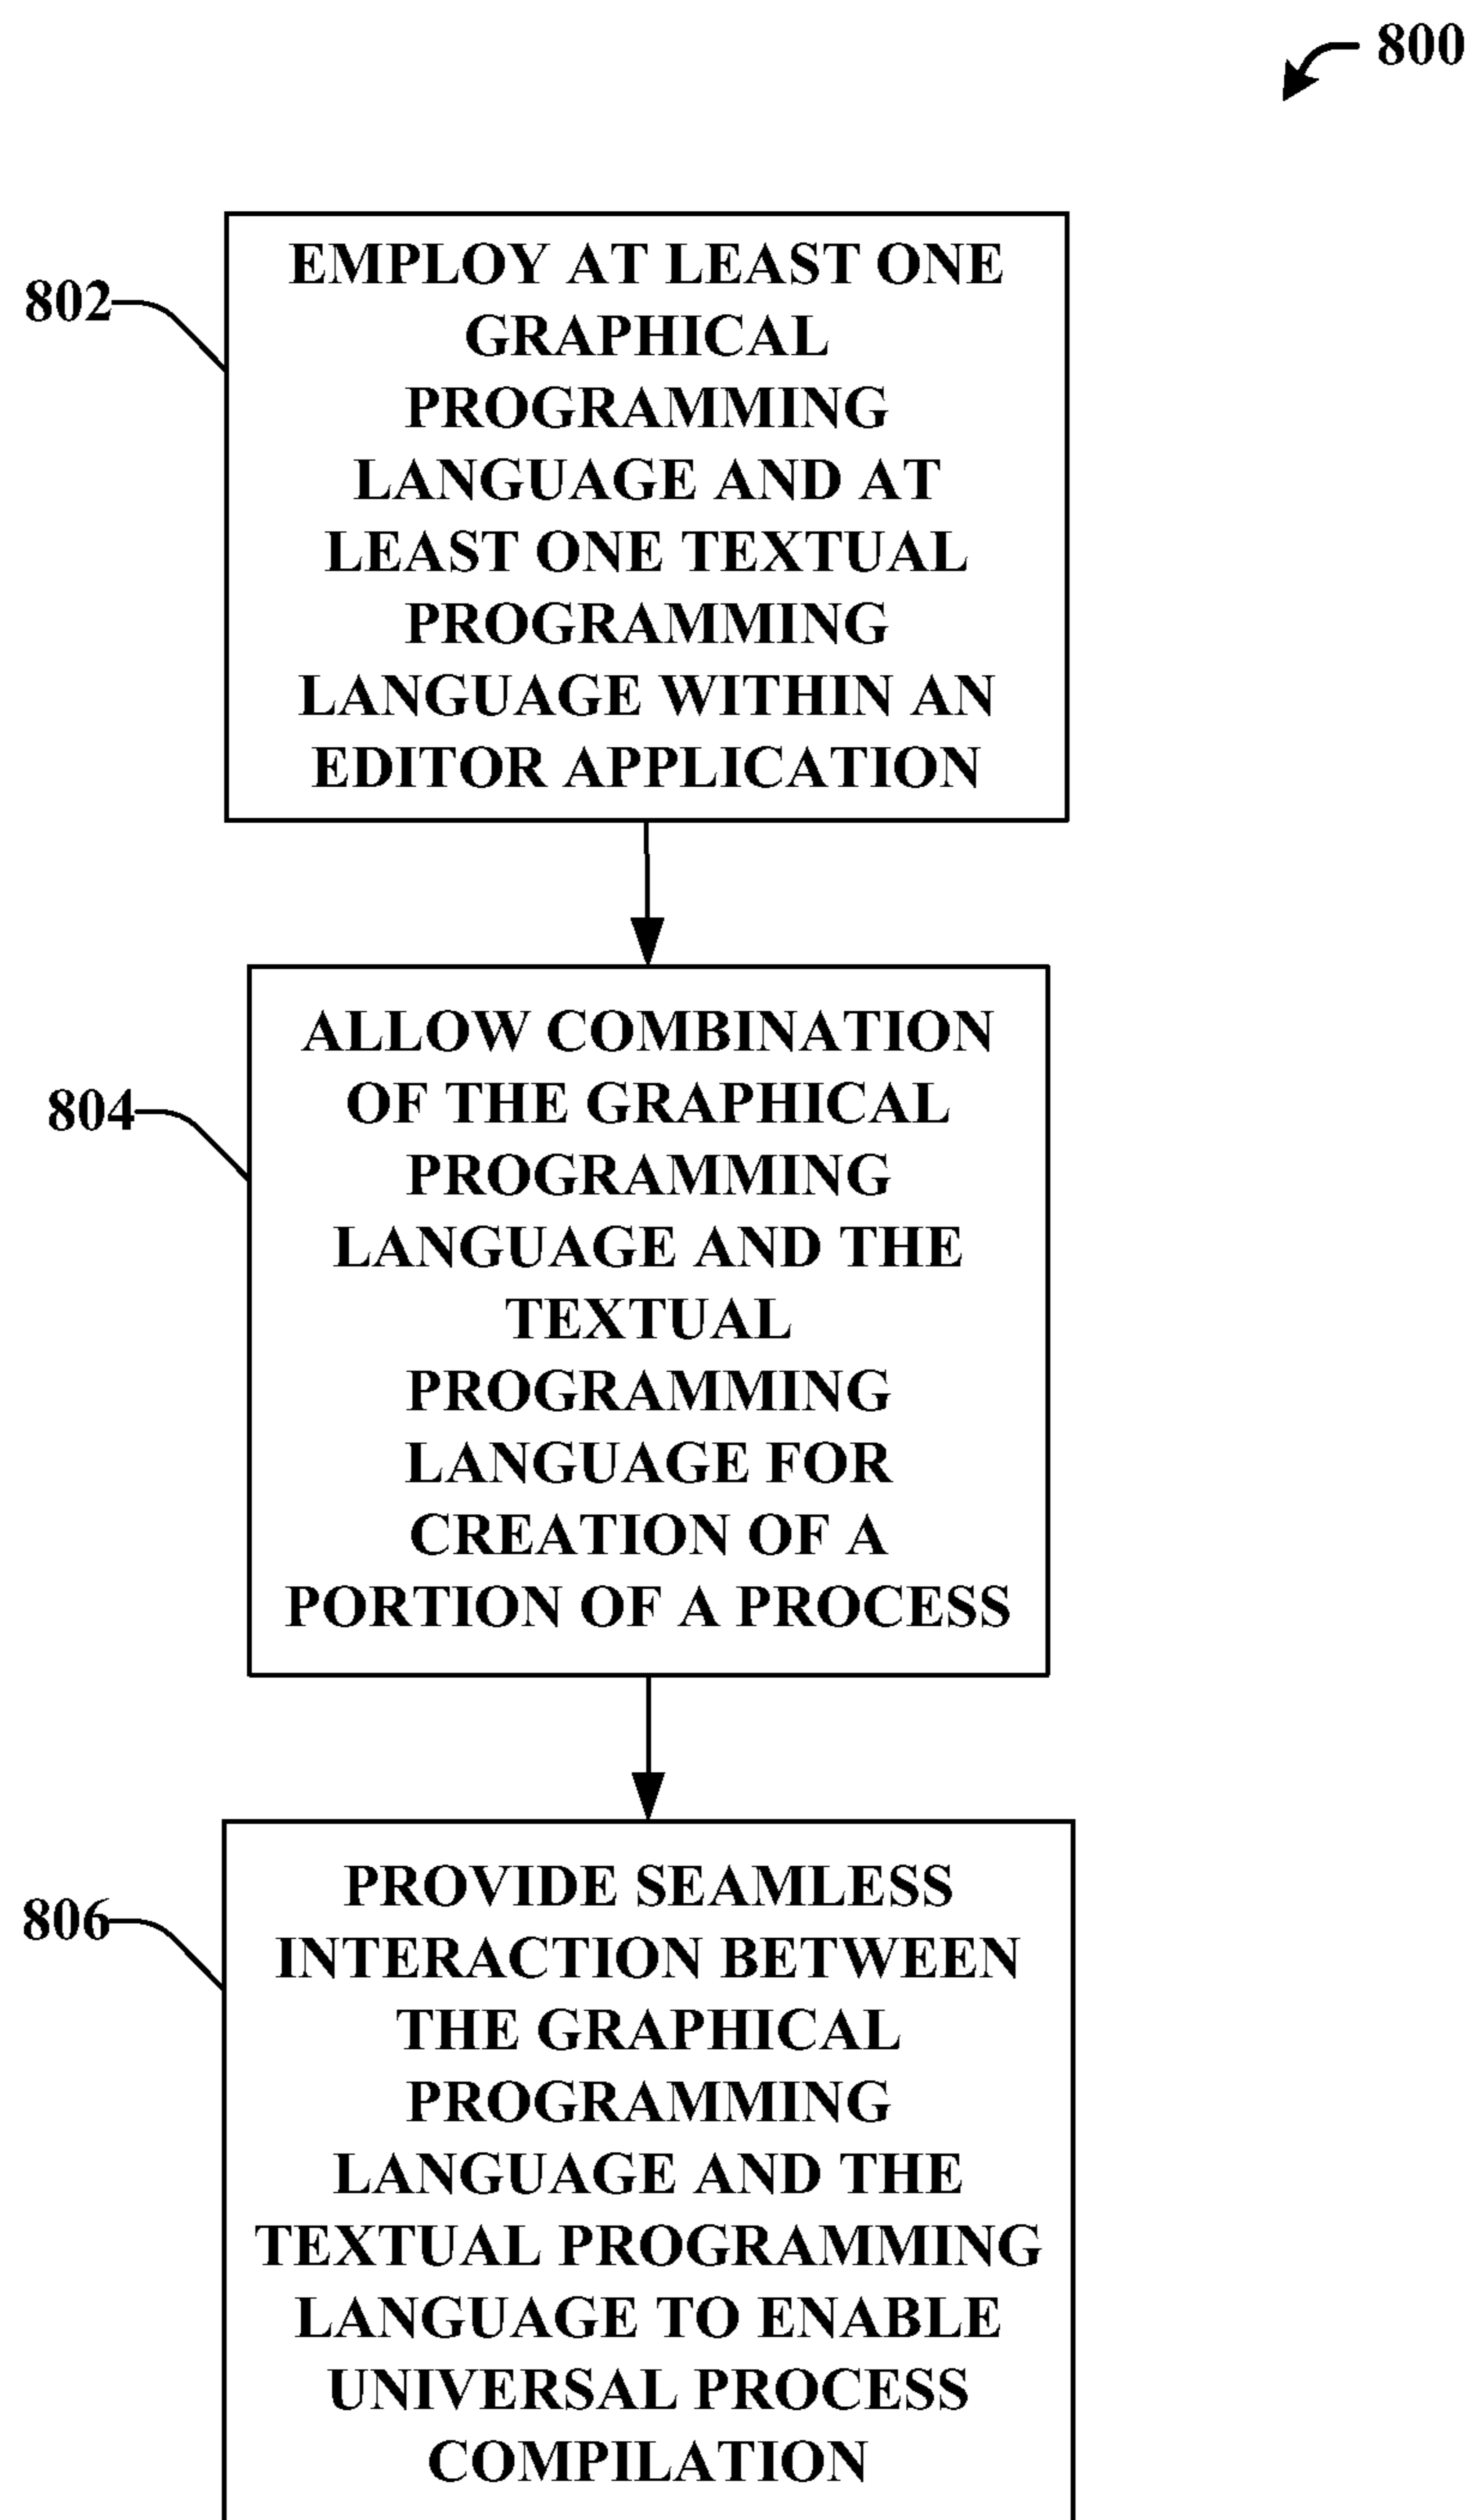 800
802
EMPLOY AT LEAST ONE
GRAPHICAL
PROGRAMMING
LANGUAGE AND AT
LEAST ONE TEXTUAL
PROGRAMMING
LANGUAGE WITHIN AN
EDITOR APPLICATION
804
ALLOW COMBINATION
OF THE GRAPHICAL
PROGRAMMING
LANGUAGE AND THE
TEXTUAL
PROGRAMMING
LANGUAGE FOR
CREATION OF A
PORTION OF A PROCESS
806
PROVIDE SEAMLESS
INTERACTION BETWEEN
THE GRAPHICAL
PROGRAMMING
LANGUAGE AND THE
TEXTUAL PROGRAMMING
LANGUAGE TO ENABLE
UNIVERSAL PROCESS
COMPILATION